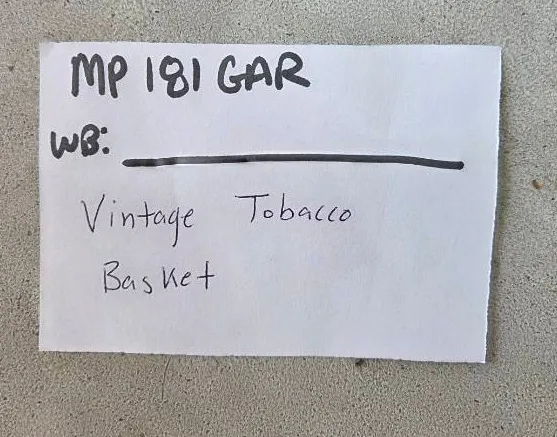 MP 181 GAR
WB:
Vintage Tobacco
Basket